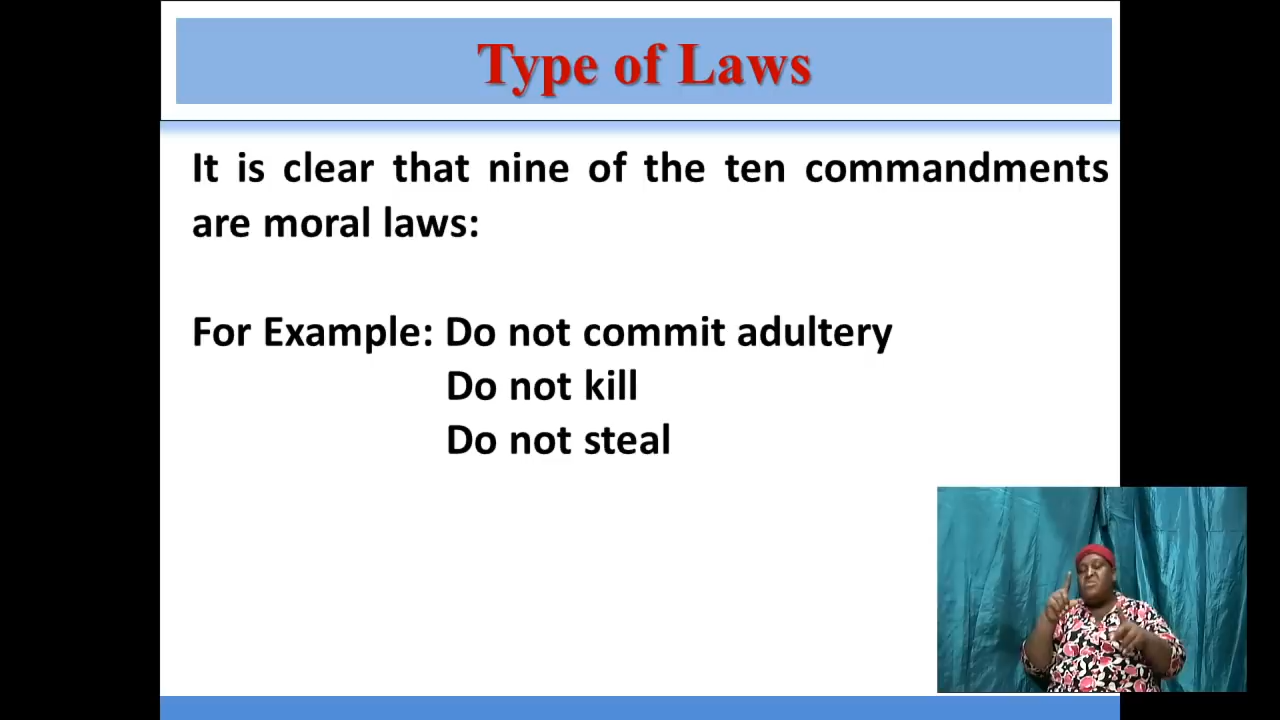 Type of Laws
It is clear that nine of the ten commandments
are moral laws:
For Example: Do not commit adultery
Do not kill
Do not steal